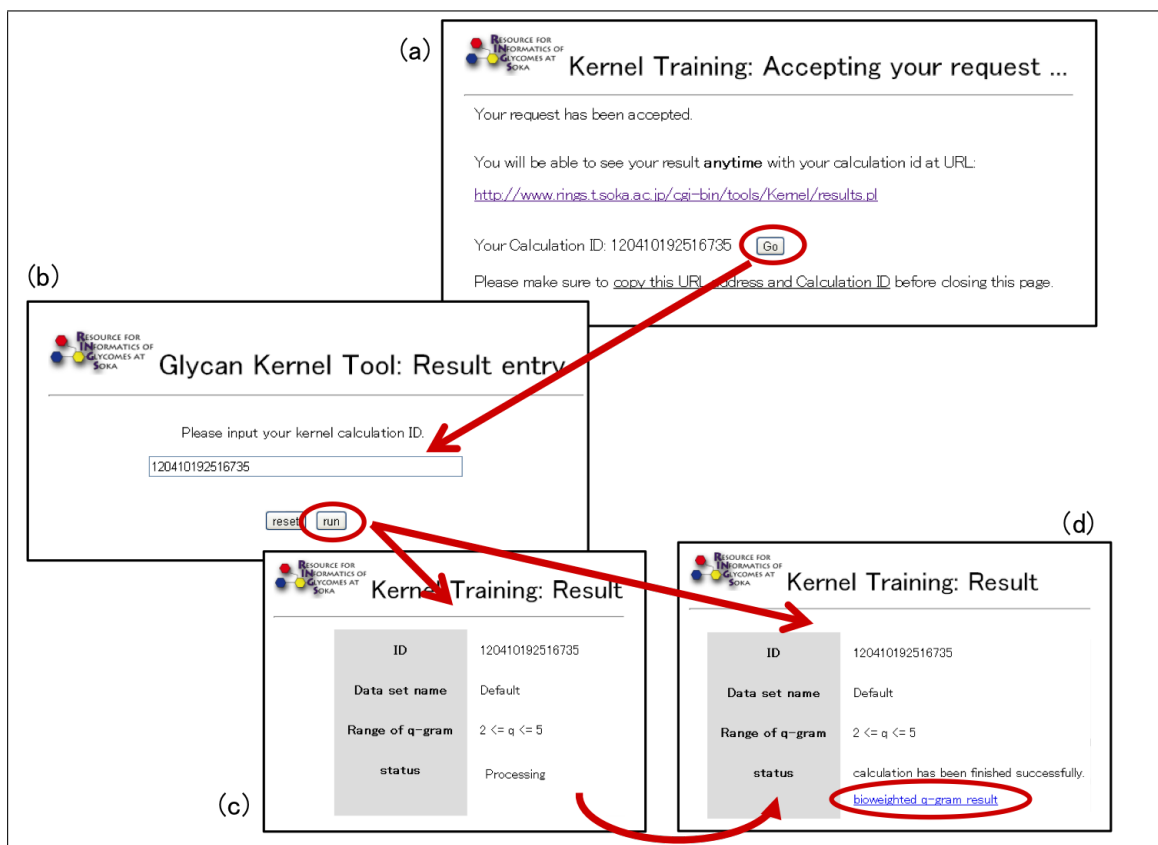 (a)
RESOURCE FOR
INFORMATICS OF
GLYCOMES AT
SOKA
Kernel Training: Accepting your request ...
Your request has been accepted.
You will be able to see your result anytime with your calculation id at URL:
http://www.rings.t.soka.ac.jp/cgi-bin/tools/Kernel/results.pl
Your Calculation ID: 120410192516735 Go
Please make sure to copy this URL address and Calculation ID before closing this page.
(b)
RESOURCE FOR
INFORMATICS OF
GLYCOMES AT
SOKA
Glycan Kernel Tool: Result entry
Please input your kernel calculation ID.
120410192516735
reset run
(c)
RESOURCE FOR
INFORMATICS OF
GLYCOMES AT
SOKA
Kernel Training: Result
ID 120410192516735
Data set name Default
Range of q-gram 2 <= q <= 5
status Processing
(d)
RESOURCE FOR
INFORMATICS OF
GLYCOMES AT
SOKA
Kernel Training: Result
ID 120410192516735
Data set name Default
Range of q-gram 2 <= q <= 5
status calculation has been finished successfully.
bioweighted q-gram result